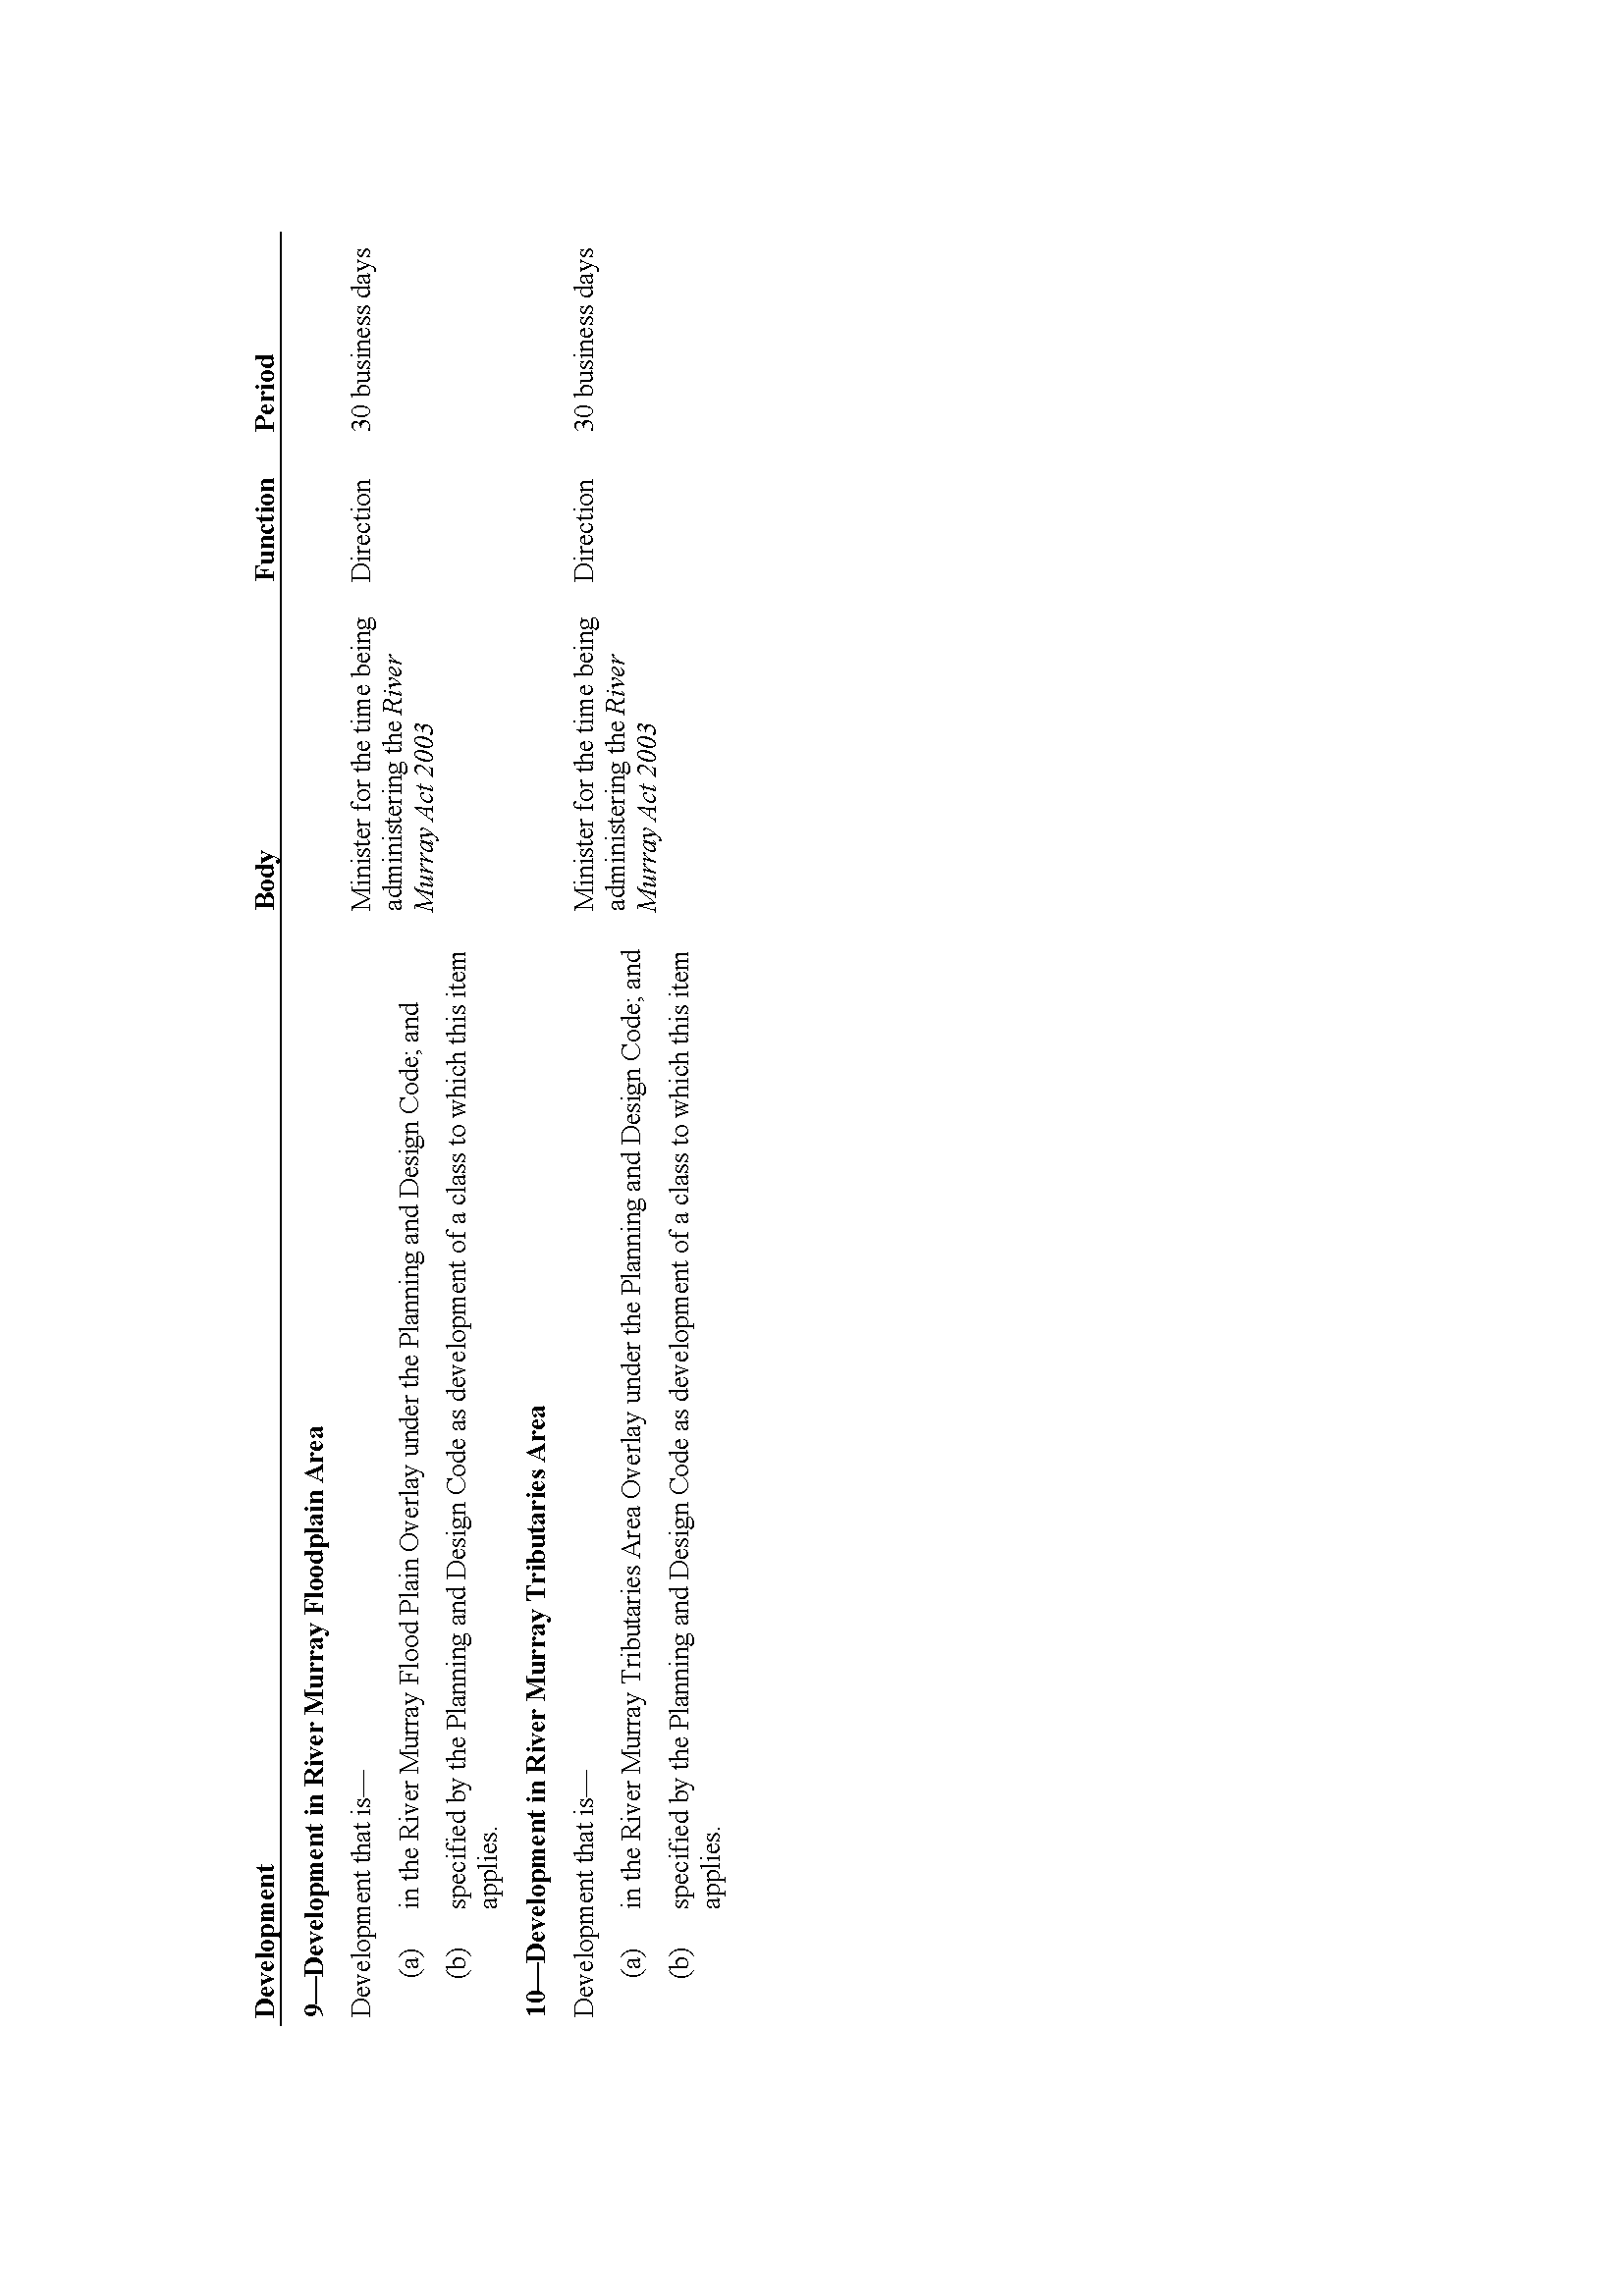 Development Body Function Period
9—Development in River Murray Floodplain Area
Development that is— Minister for the time being Direction 30 business days
administering the River
(a) in the River Murray Flood Plain Overlay under the Planning and Design Code; and
Murray Act 2003
(b) specified by the Planning and Design Code as development of a class to which this item
applies.
10—Development in River Murray Tributaries Area
Development that is— Minister for the time being Direction 30 business days
administering the River
(a) in the River Murray Tributaries Area Overlay under the Planning and Design Code; and
Murray Act 2003
(b) specified by the Planning and Design Code as development of a class to which this item
applies.